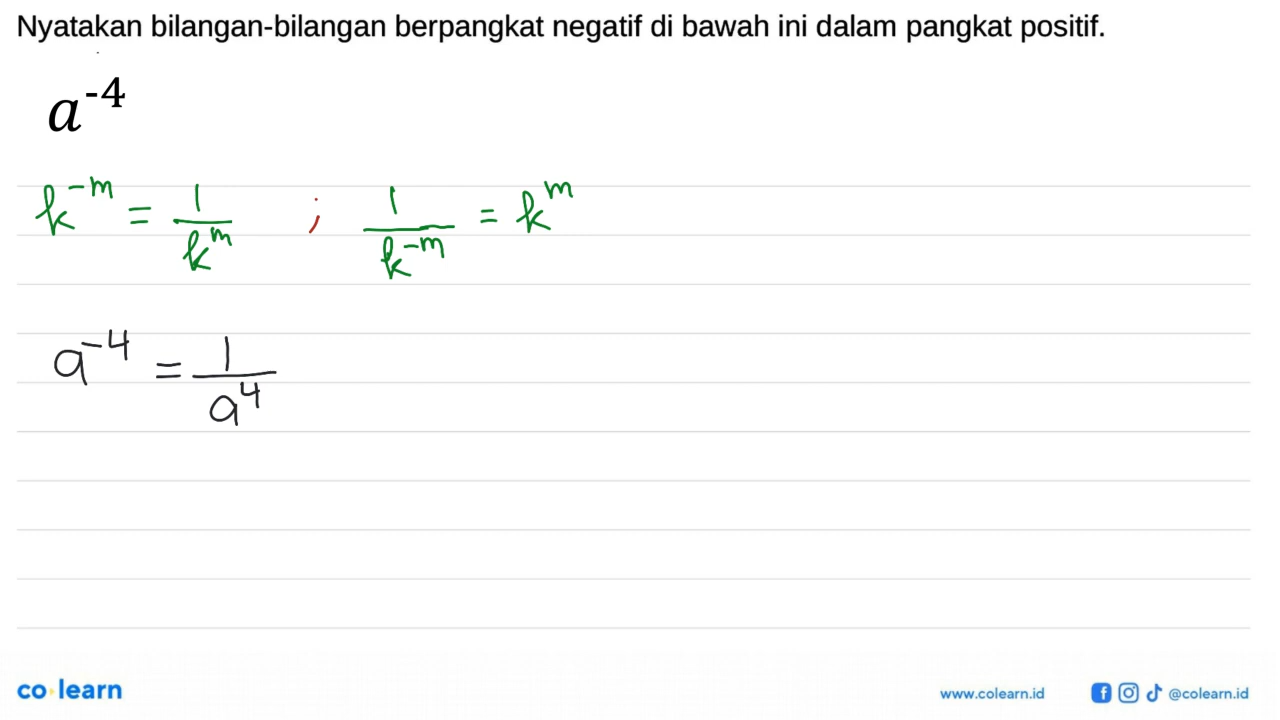 Nyatakan bilangan-bilangan berpangkat negatif di bawah ini dalam pangkat positif.
a^-4
k^-m = 1/k^m ; 1/k^-m = k^m
a^-4 = 1/a^4
co learn
www.colearn.id @colearn.id